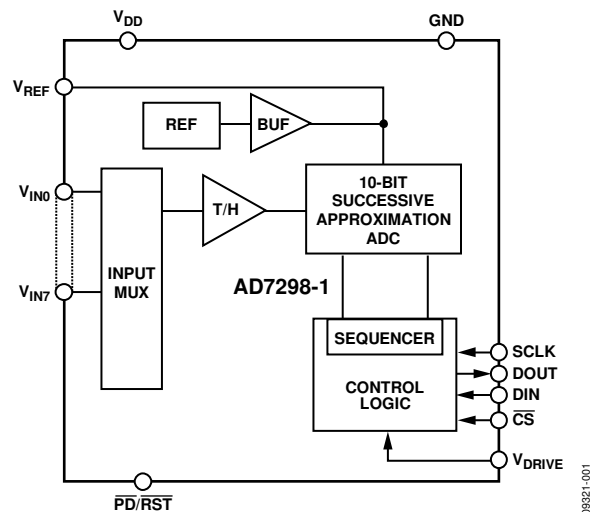 VDD
GND
VREF
REF
BUF
VIN0
T/H
10-BIT
SUCCESSIVE
APPROXIMATION
ADC
INPUT
MUX
VIN7
AD7298-1
SEQUENCER
CONTROL
LOGIC
SCLK
DOUT
DIN
CS
VDRIVE
PD/RST
09321-001